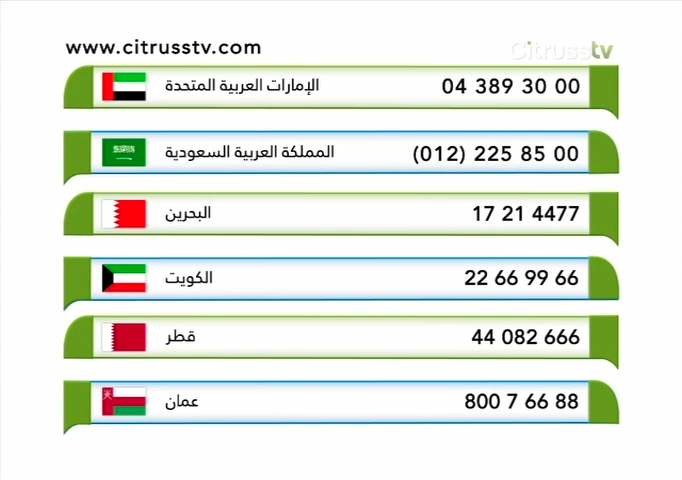 www.citrusstv.com
Citrusstv
الإمارات العربية المتحدة 04 389 30 00
المملكة العربية السعودية (012) 225 85 00
البحرين 17 21 4477
الكويت 22 66 99 66
قطر 44 082 666
عمان 800 7 66 88